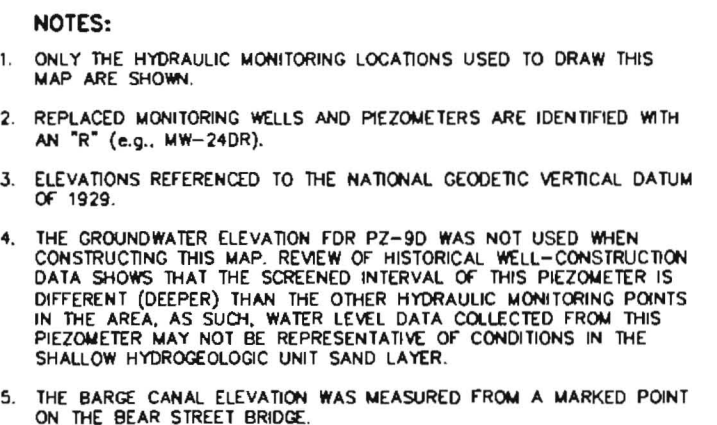 NOTES:
1. ONLY THE HYDRAULIC MONITORING LOCATIONS USED TO DRAW THIS
MAP ARE SHOWN.
2. REPLACED MONITORING WELLS AND PIEZOMETERS ARE IDENTIFIED WITH
AN "R" (e.g., MW-24DR).
3. ELEVATIONS REFERENCED TO THE NATIONAL GEODETIC VERTICAL DATUM
OF 1929.
4. THE GROUNDWATER ELEVATION FOR PZ-9D WAS NOT USED WHEN
CONSTRUCTING THIS MAP. REVIEW OF HISTORICAL WELL-CONSTRUCTION
DATA SHOWS THAT THE SCREENED INTERVAL OF THIS PIEZOMETER IS
DIFFERENT (DEEPER) THAN THE OTHER HYDRAULIC MONITORING POINTS
IN THE AREA, AS SUCH, WATER LEVEL DATA COLLECTED FROM THIS
PIEZOMETER MAY NOT BE REPRESENTATIVE OF CONDITIONS IN THE
SHALLOW HYDROGEOLOGIC UNIT SAND LAYER.
5. THE BARGE CANAL ELEVATION WAS MEASURED FROM A MARKED POINT
ON THE BEAR STREET BRIDGE.